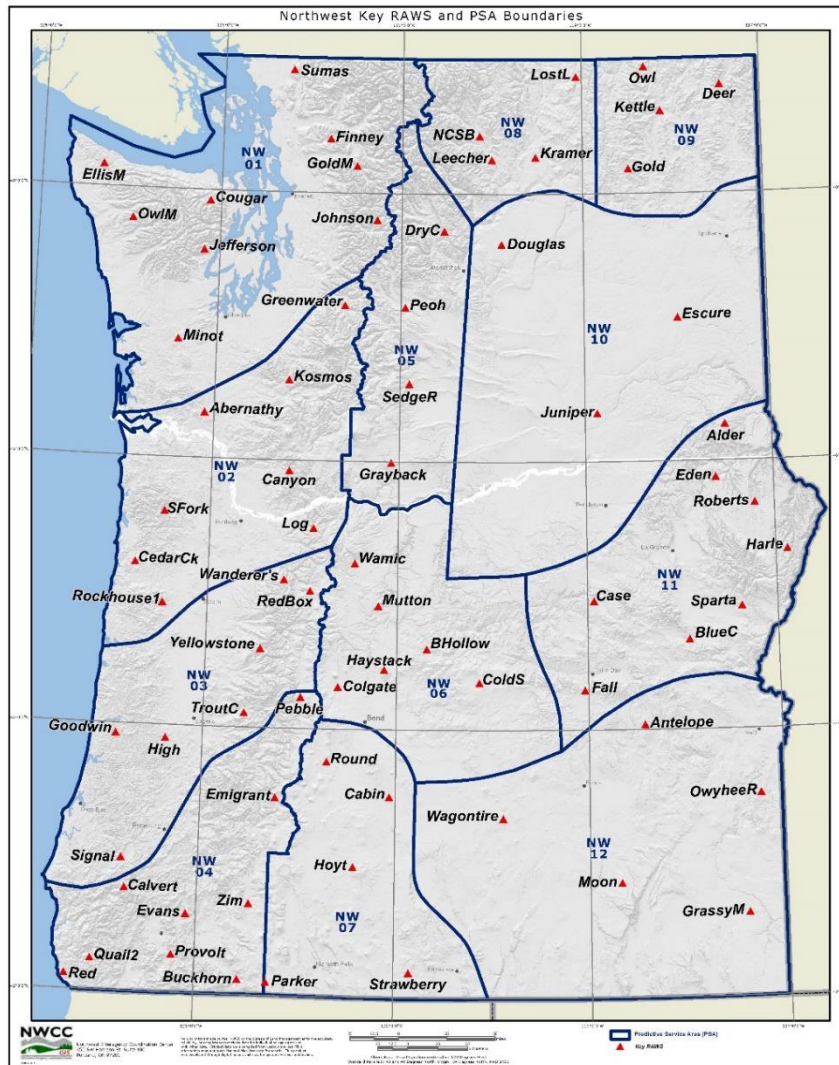 Northwest Key RAWS and PSA Boundaries
Sumas
LostL
Owl
Deer
Kettle
NW
08
NCSB
NW
09
Finney
NW
01
EllisM
GoldM
Leecher
Kramer
Gold
Cougar
OwlM
Johnson
DryC
Douglas
Jefferson
Greenwater
Peoh
Escure
Minot
NW
10
NW
05
Kosmos
SedgeR
Abernathy
Juniper
Alder
NW
02
Canyon
Grayback
Eden
Roberts
SFork
Log
Harle
CedarCk
Wamic
Wanderer's
NW
11
RedBox
Rockhouse1
Mutton
Case
Sparta
Yellowstone
BHollow
BlueC
Haystack
NW
03
NW
06
Colgate
ColdS
Fall
Pebble
TroutC
Bend
Antelope
Goodwin
High
Round
Emigrant
Cabin
OwyheeR
Wagontire
Signal
NW
12
NW
04
Hoyt
Calvert
Moon
Zim
Evans
NW
07
GrassyM
Provolt
Quail2
Red
Buckhorn
Parker
Strawberry
NWCC
Predictive Service Area (PSA)
Key RAWS